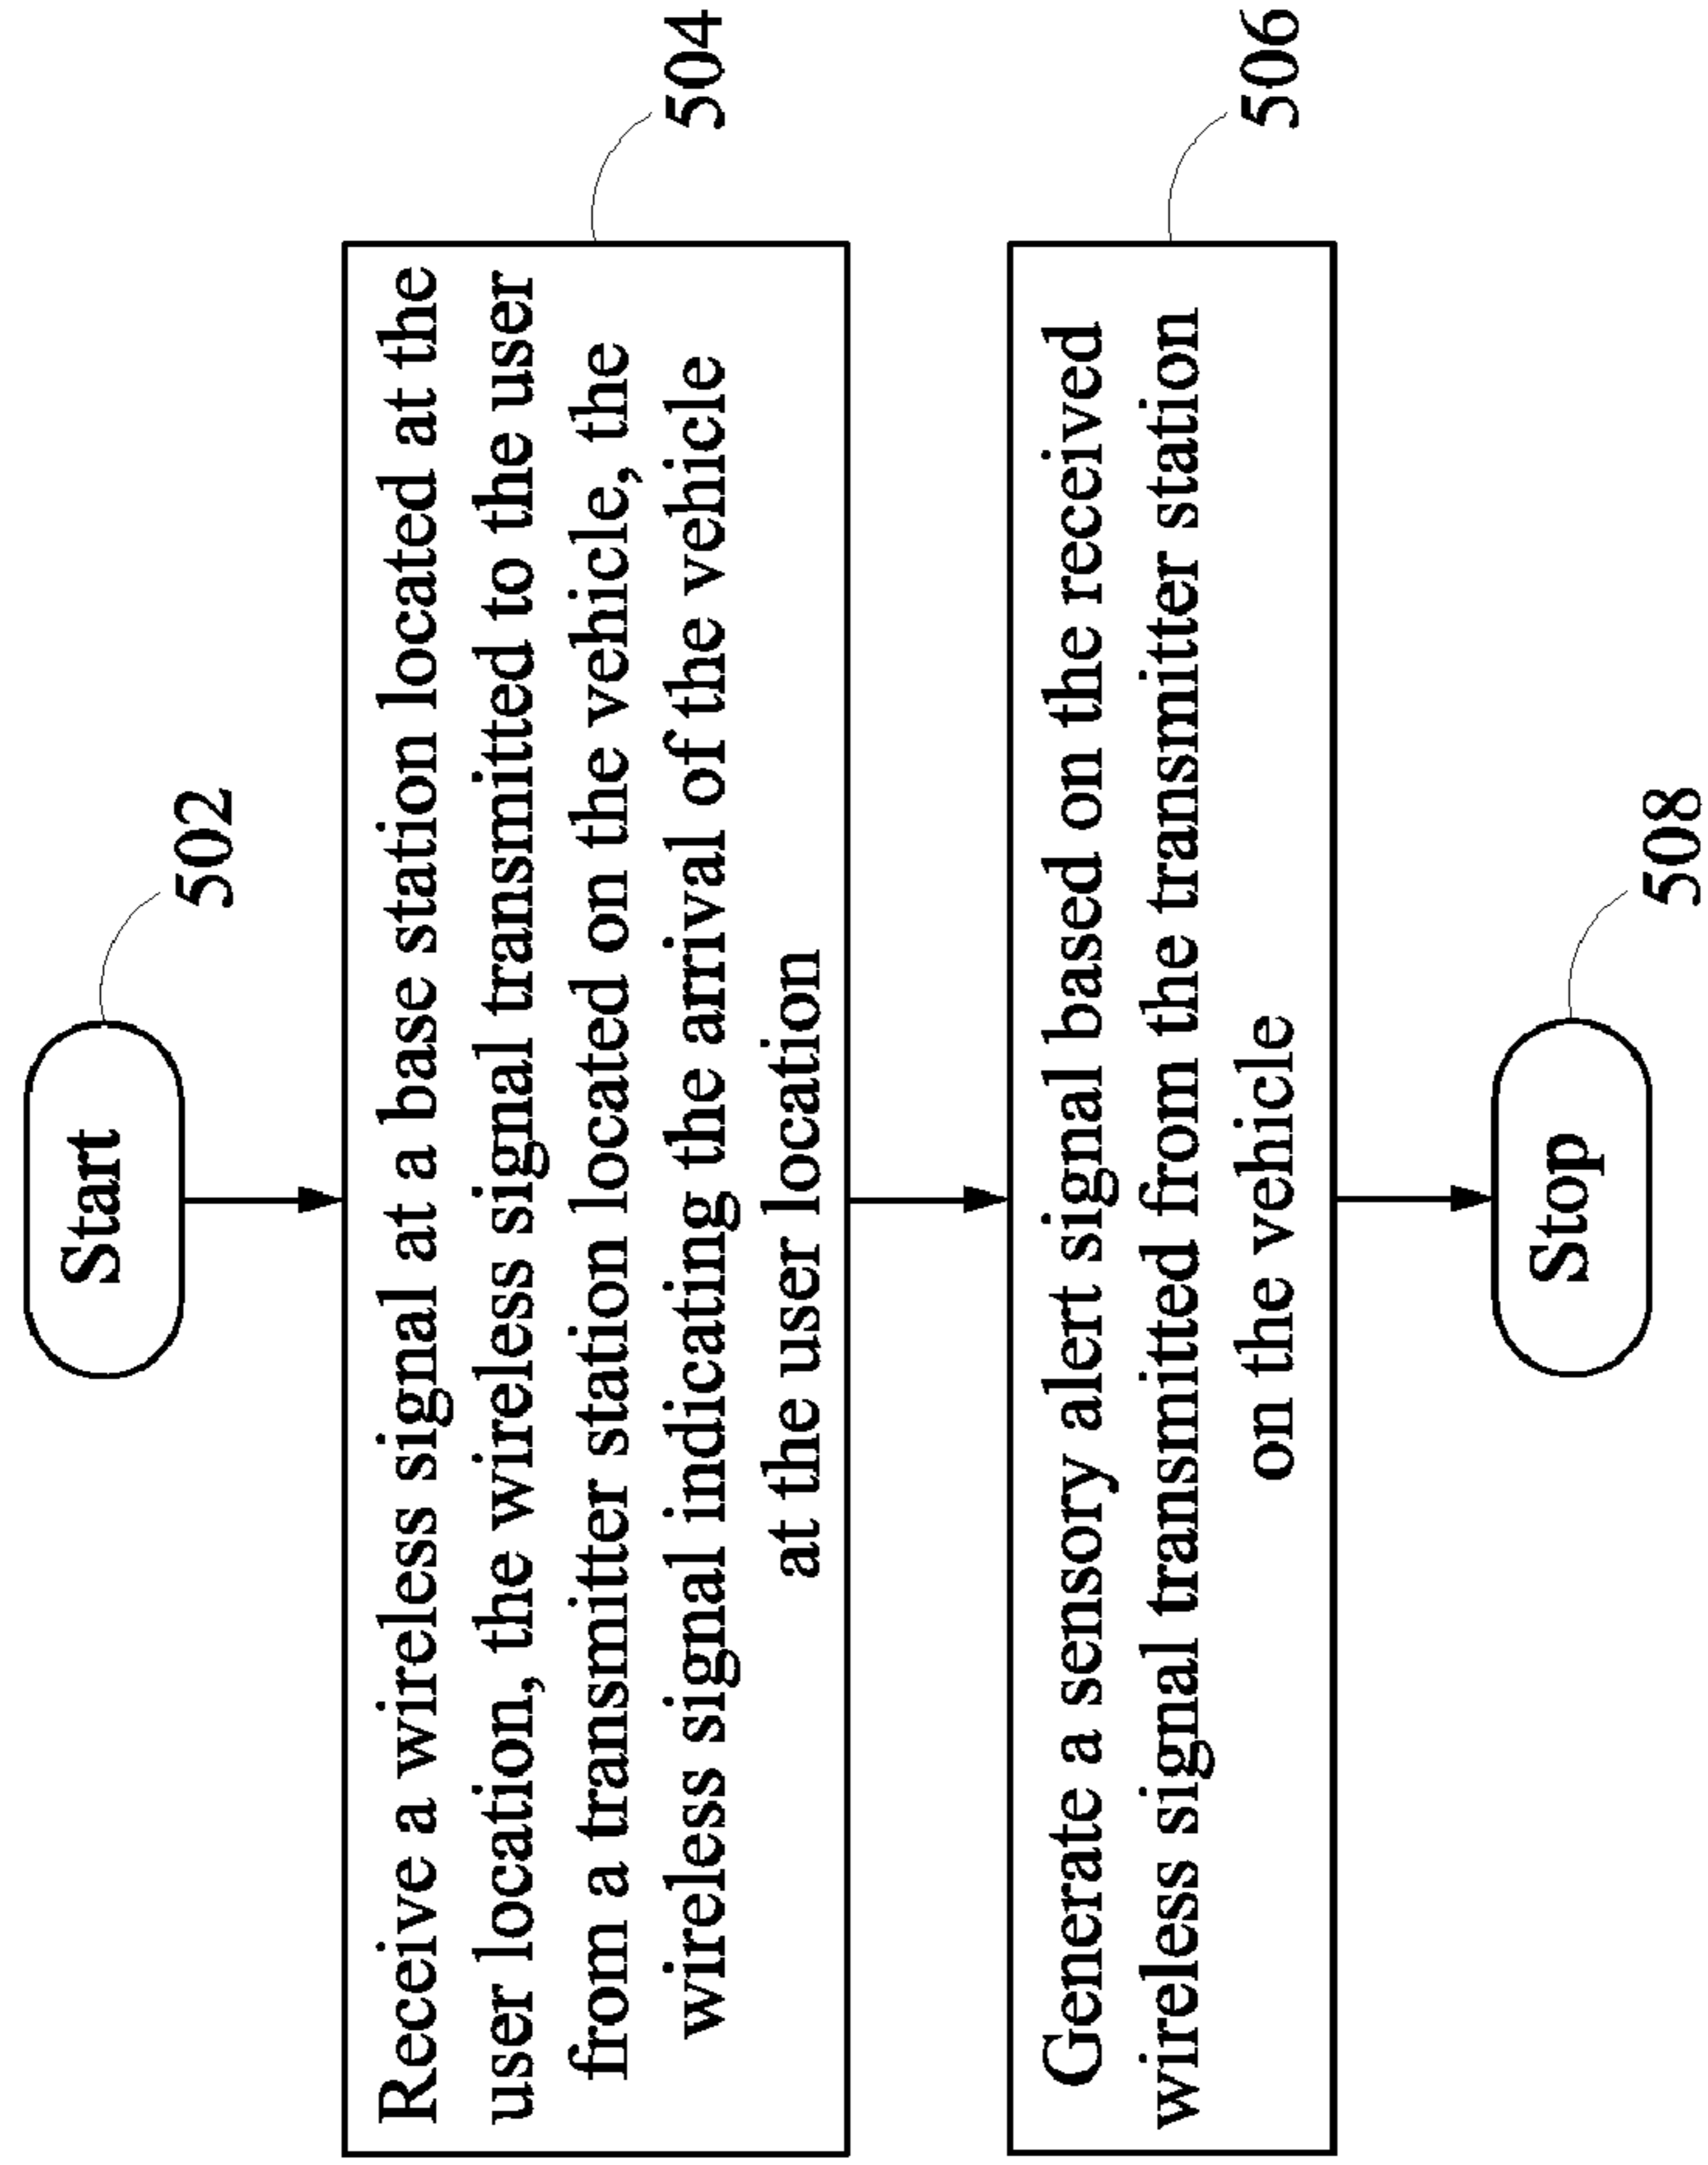 Start
502
Receive a wireless signal at a base station located at the
user location, the wireless signal transmitted to the user
from a transmitter station located on the vehicle, the
wireless signal indicating the arrival of the vehicle
at the user location
504
Generate a sensory alert signal based on the received
wireless signal transmitted from the transmitter station
on the vehicle
506
Stop
508